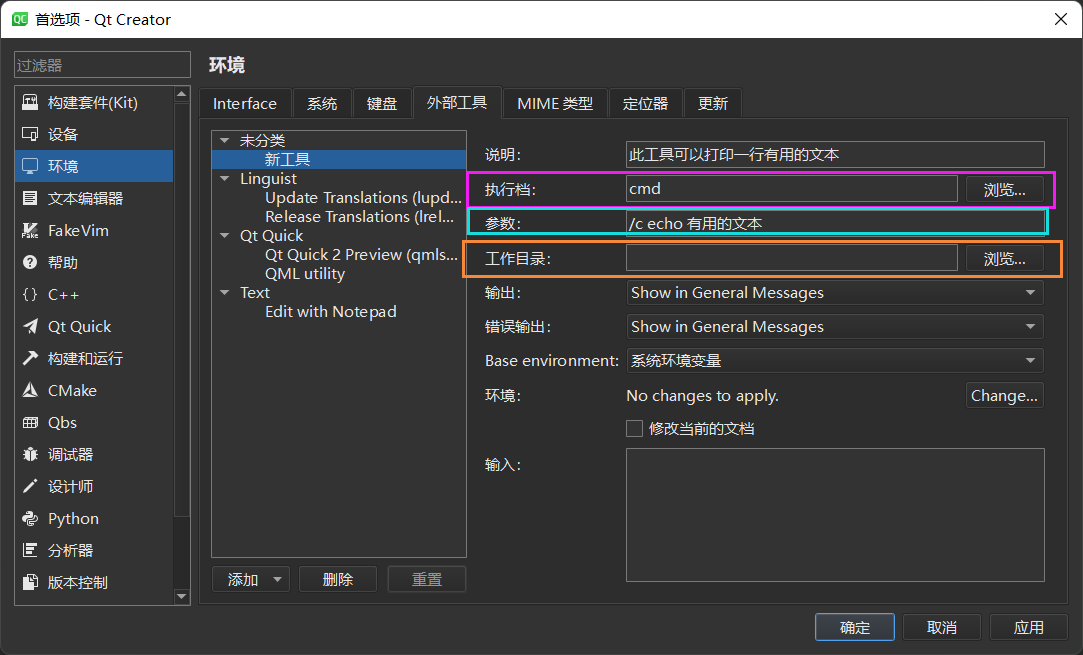 首选项 - Qt Creator
过滤器
构建套件(Kit)
设备
环境
文本编辑器
FakeVim
帮助
C++
Qt Quick
构建和运行
CMake
Qbs
调试器
设计师
Python
分析器
版本控制
环境
Interface
系统
键盘
外部工具
MIME 类型
定位器
更新
未分类
新工具
Linguist
Update Translations (lupd...
Release Translations (lrel...
Qt Quick
Qt Quick 2 Preview (qmls...
QML utility
Text
Edit with Notepad
添加
删除
重置
说明: 此工具可以打印一行有用的文本
执行档: cmd 浏览...
参数: /c echo 有用的文本
工作目录: 浏览...
输出: Show in General Messages
错误输出: Show in General Messages
Base environment: 系统环境变量
环境: No changes to apply. Change...
修改当前的文档
输入:
确定
取消
应用